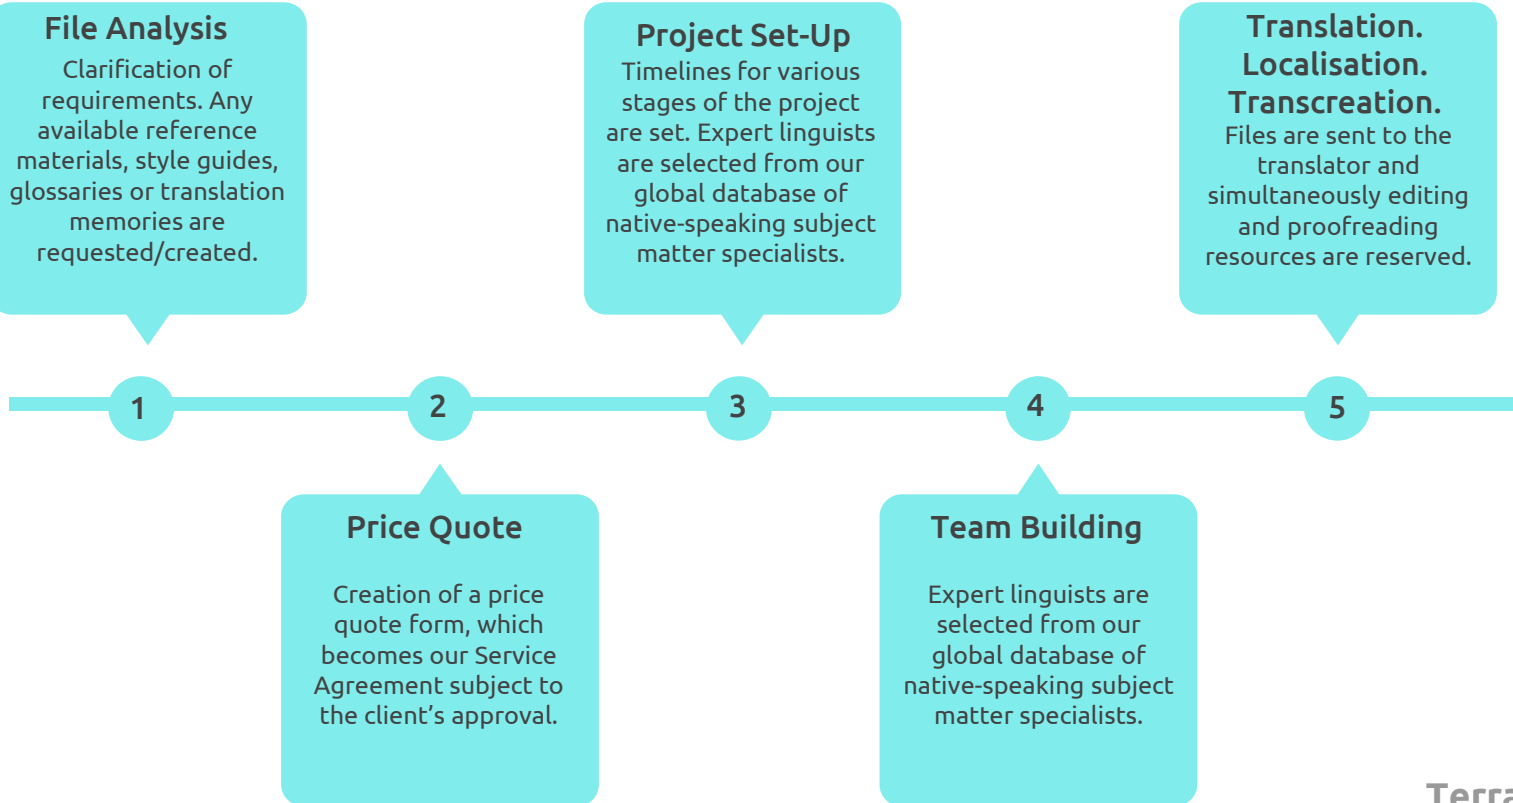 File Analysis
Clarification of
requirements. Any
available reference
materials, style guides,
glossaries or translation
memories are
requested/created.
Project Set-Up
Timelines for various
stages of the project
are set. Expert linguists
are selected from our
global database of
native-speaking subject
matter specialists.
Translation.
Localisation.
Transcreation.
Files are sent to the
translator and
simultaneously editing
and proofreading
resources are reserved.
1
2
3
4
5
Price Quote
Creation of a price
quote form, which
becomes our Service
Agreement subject to
the client’s approval.
Team Building
Expert linguists are
selected from our
global database of
native-speaking subject
matter specialists.
Terra